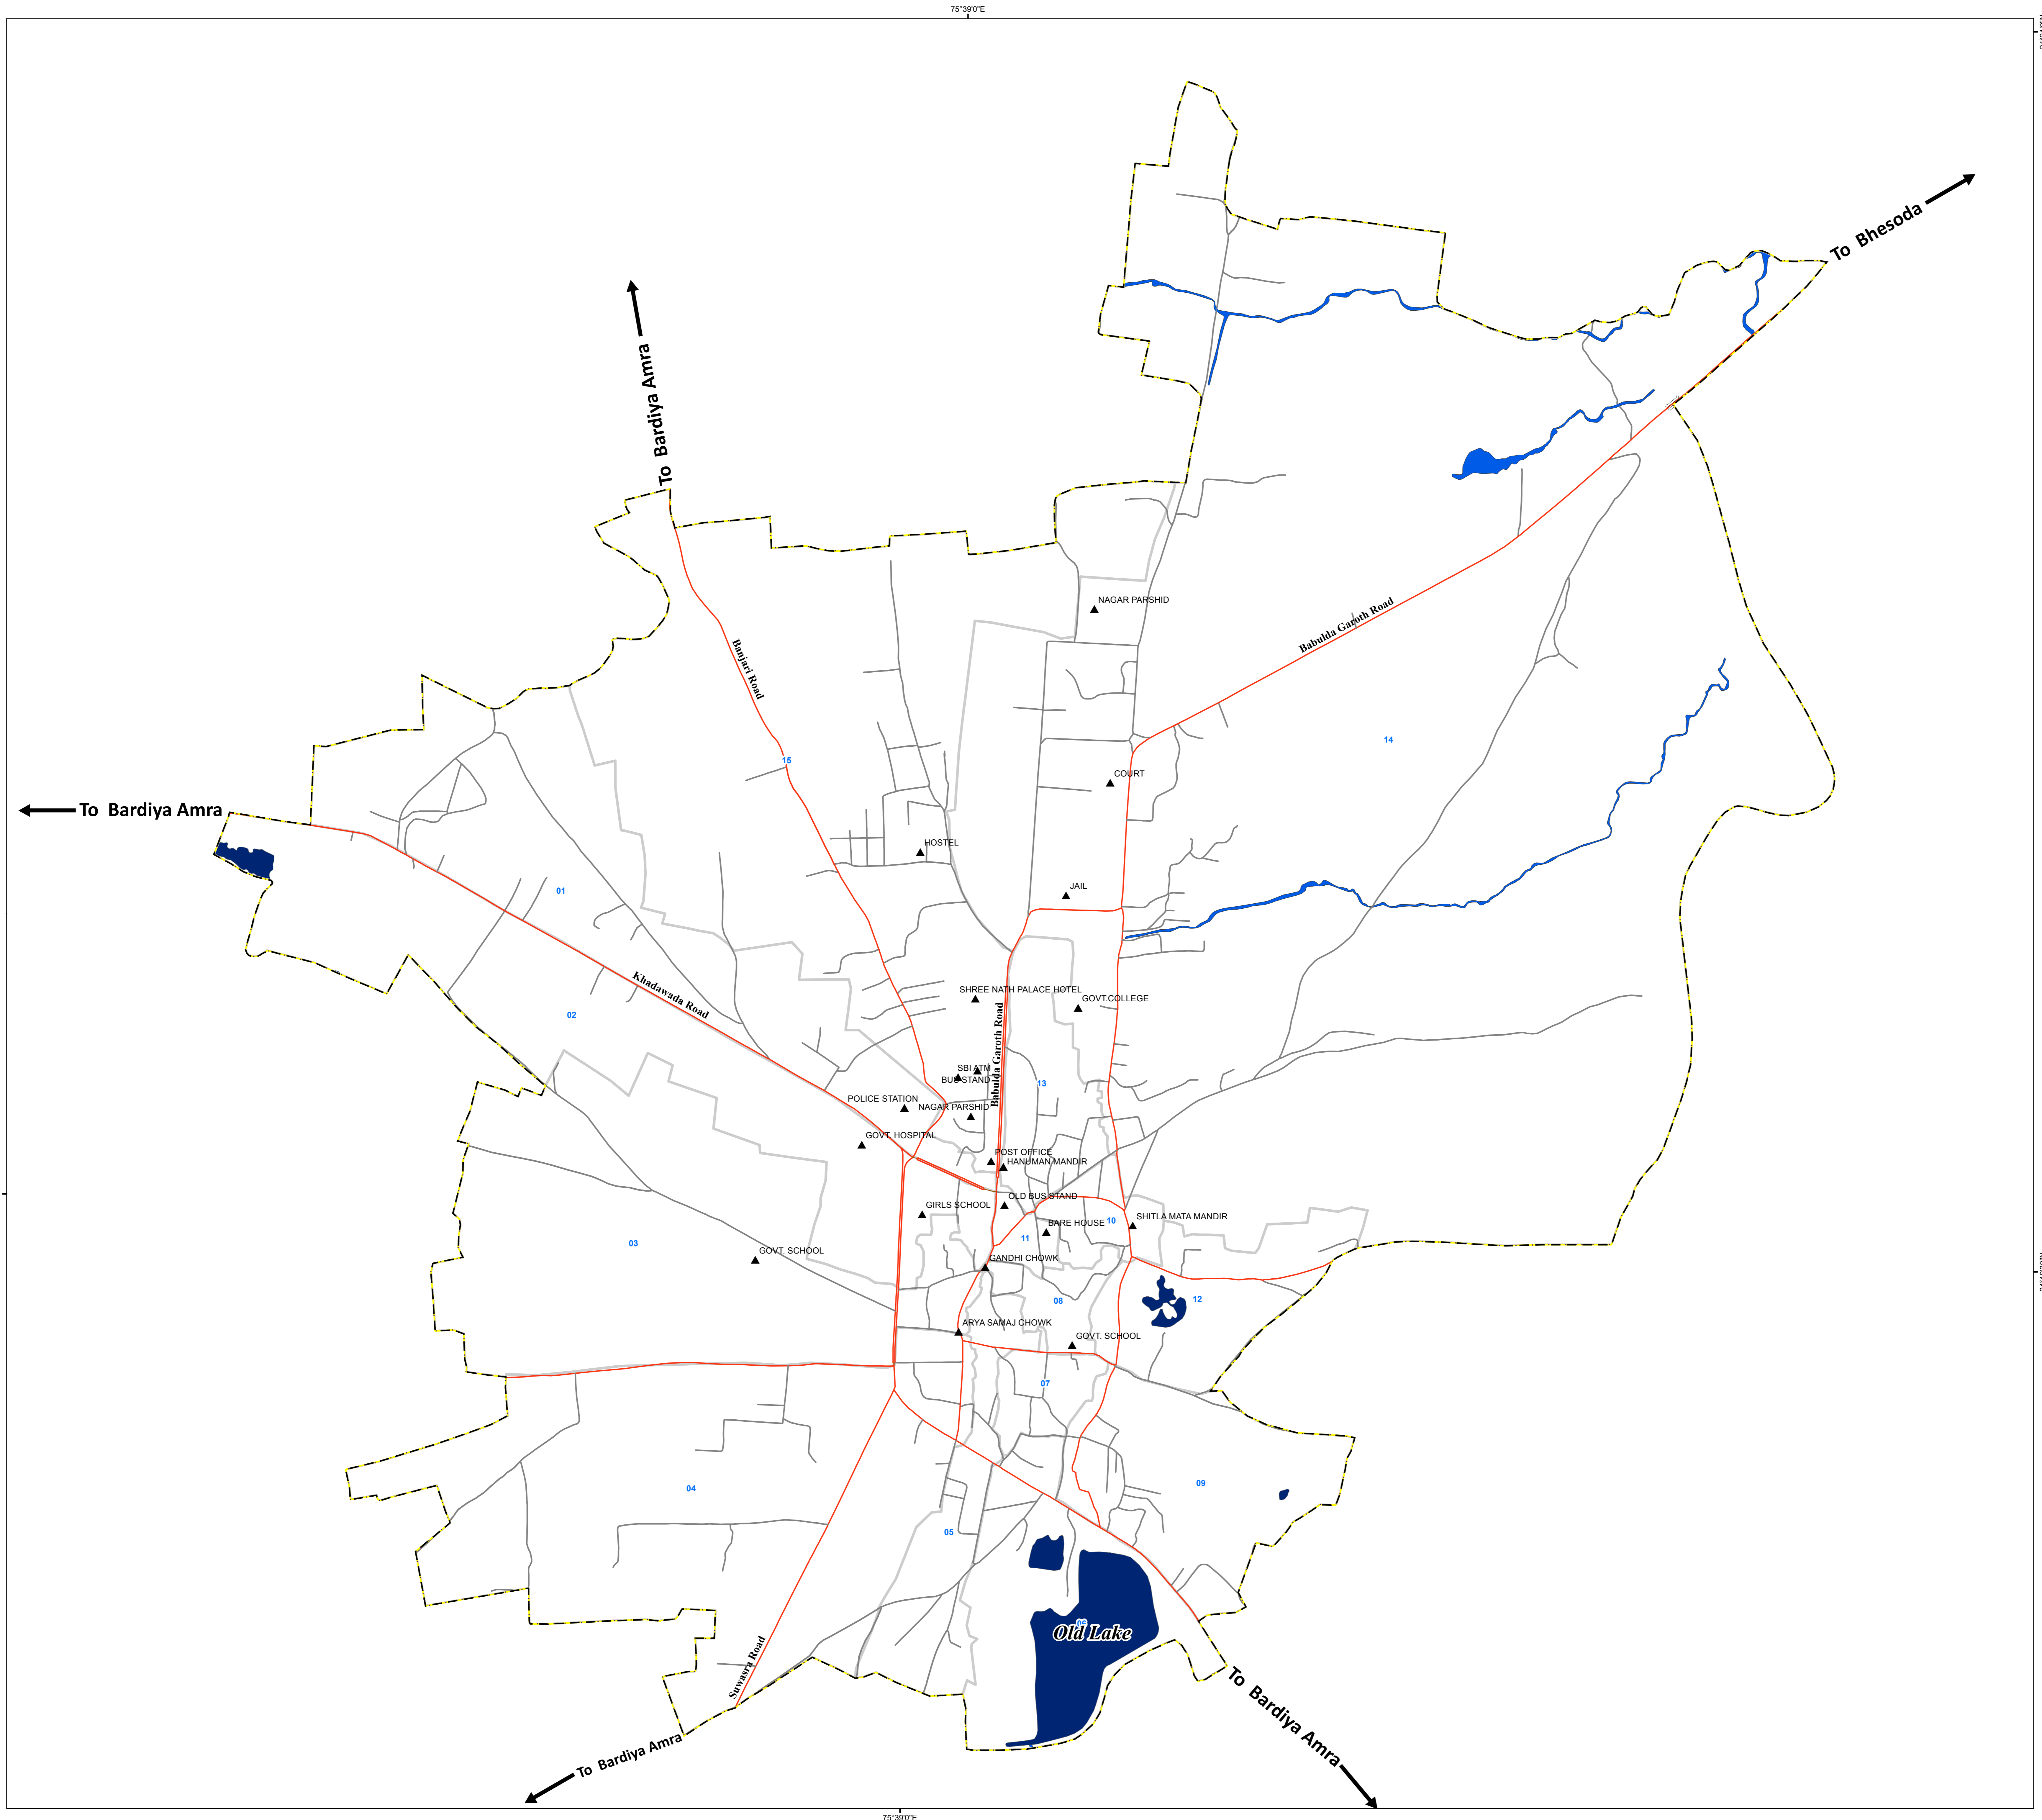 75°39'0"E
To Bhesoda
To Bardiya Amra
NAGAR PARSHID
Babulda Garoth Road
Banjari Road
14
15
COURT
To Bardiya Amra
HOSTEL
01
JAIL
Khadawada Road
SHREE NATH PALACE HOTEL
GOVT.COLLEGE
02
Babulda Garoth Road
SBI ATM
BUS STAND
13
POLICE STATION
NAGAR PARSHID
GOVT. HOSPITAL
POST OFFICE
HANUMAN MANDIR
OLD BUS STAND
GIRLS SCHOOL
BARE HOUSE
10
SHITLA MATA MANDIR
11
03
GOVT. SCHOOL
GANDHI CHOWK
08
12
ARYA SAMAJ CHOWK
GOVT. SCHOOL
07
04
09
05
Old Lake
Suwasra Road
To Bardiya Amra
To Bardiya Amra
75°39'0"E